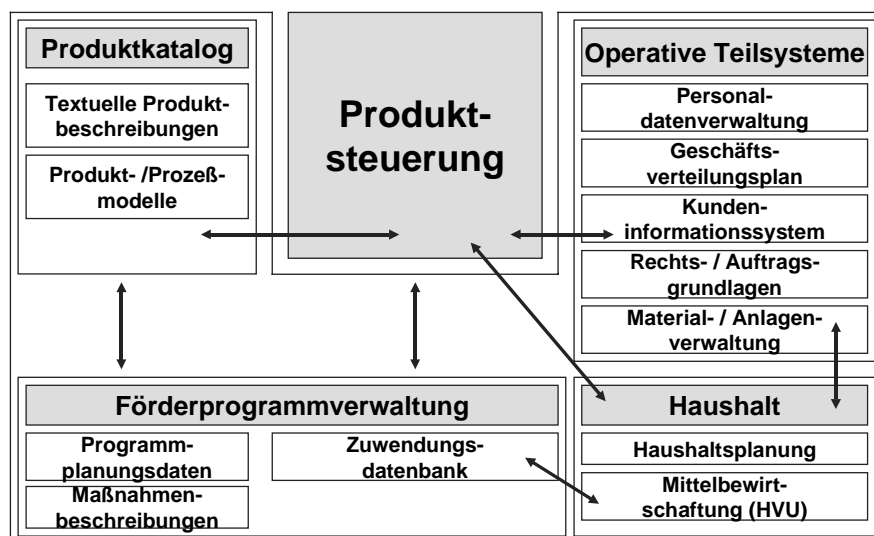 Produktkatalog
Textuelle Produkt-
beschreibungen
Produkt- /Prozeß-
modelle
Produkt-
steuerung
Operative Teilsysteme
Personal-
datenverwaltung
Geschäfts-
verteilungsplan
Kunden-
informationssystem
Rechts- / Auftrags-
grundlagen
Material- / Anlagen-
verwaltung
Förderprogrammverwaltung
Programm-
planungsdaten
Maßnahmen-
beschreibungen
Zuwendungs-
datenbank
Haushalt
Haushaltsplanung
Mittelbewirt-
schaftung (HVU)